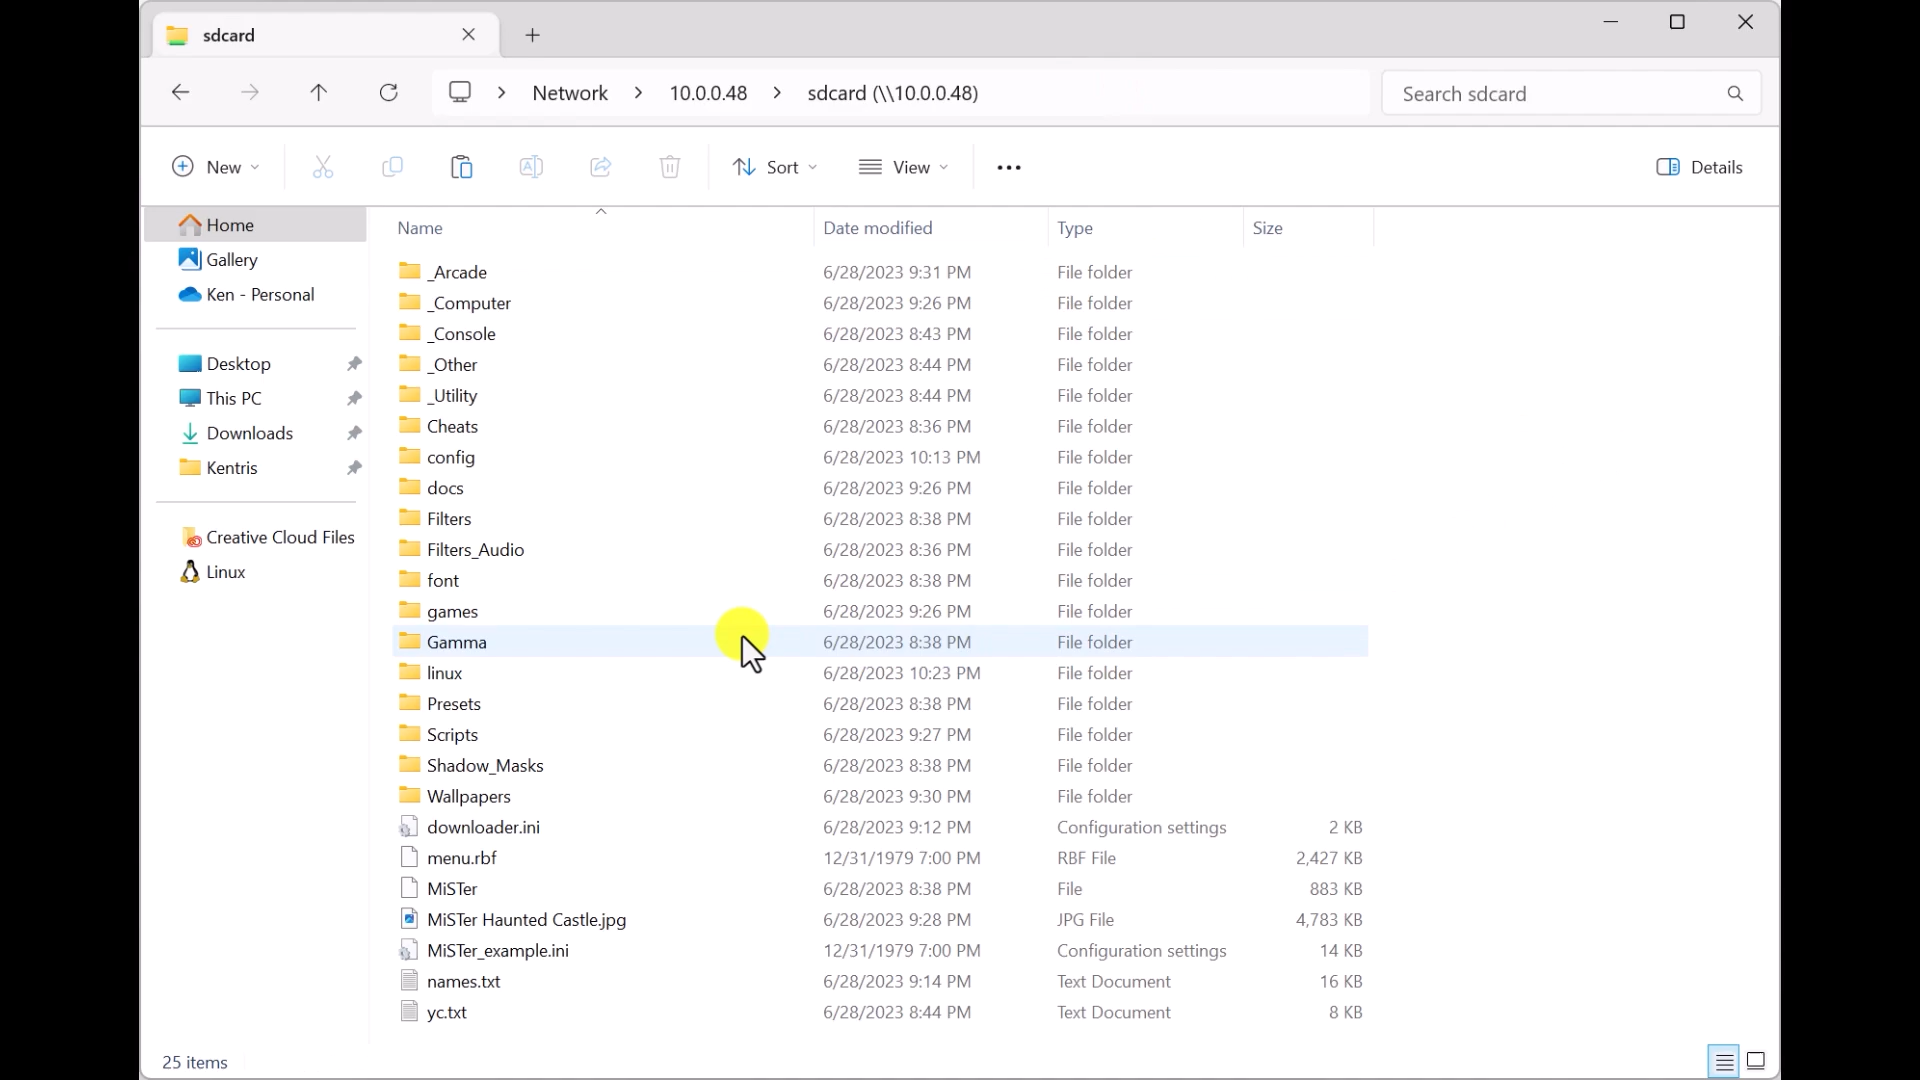 sdcard
Network 10.0.0.48 sdcard (\\10.0.0.48) Search sdcard
New Sort View Details
Home
Gallery
Ken - Personal
Desktop
This PC
Downloads
Kentris
Creative Cloud Files
Linux
Name Date modified Type Size
_Arcade 6/28/2023 9:31 PM File folder
_Computer 6/28/2023 9:26 PM File folder
_Console 6/28/2023 8:43 PM File folder
_Other 6/28/2023 8:44 PM File folder
_Utility 6/28/2023 8:44 PM File folder
Cheats 6/28/2023 8:36 PM File folder
config 6/28/2023 10:13 PM File folder
docs 6/28/2023 9:26 PM File folder
Filters 6/28/2023 8:38 PM File folder
Filters_Audio 6/28/2023 8:36 PM File folder
font 6/28/2023 8:38 PM File folder
games 6/28/2023 9:26 PM File folder
Gamma 6/28/2023 8:38 PM File folder
linux 6/28/2023 10:23 PM File folder
Presets 6/28/2023 8:38 PM File folder
Scripts 6/28/2023 9:27 PM File folder
Shadow_Masks 6/28/2023 8:38 PM File folder
Wallpapers 6/28/2023 9:30 PM File folder
downloader.ini 6/28/2023 9:12 PM Configuration settings 2 KB
menu.rbf 12/31/1979 7:00 PM RBF File 2,427 KB
MiSTer 6/28/2023 8:38 PM File 883 KB
MiSTer Haunted Castle.jpg 6/28/2023 9:28 PM JPG File 4,783 KB
MiSTer_example.ini 12/31/1979 7:00 PM Configuration settings 14 KB
names.txt 6/28/2023 9:14 PM Text Document 16 KB
yc.txt 6/28/2023 8:44 PM Text Document 8 KB
25 items